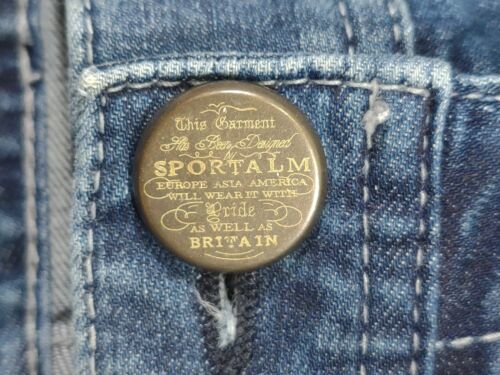 This Garment
Has Been Designed
by
SPORTALM
EUROPE ASIA AMERICA
WILL WEAR IT WITH
Pride
AS WELL AS
BRITAIN